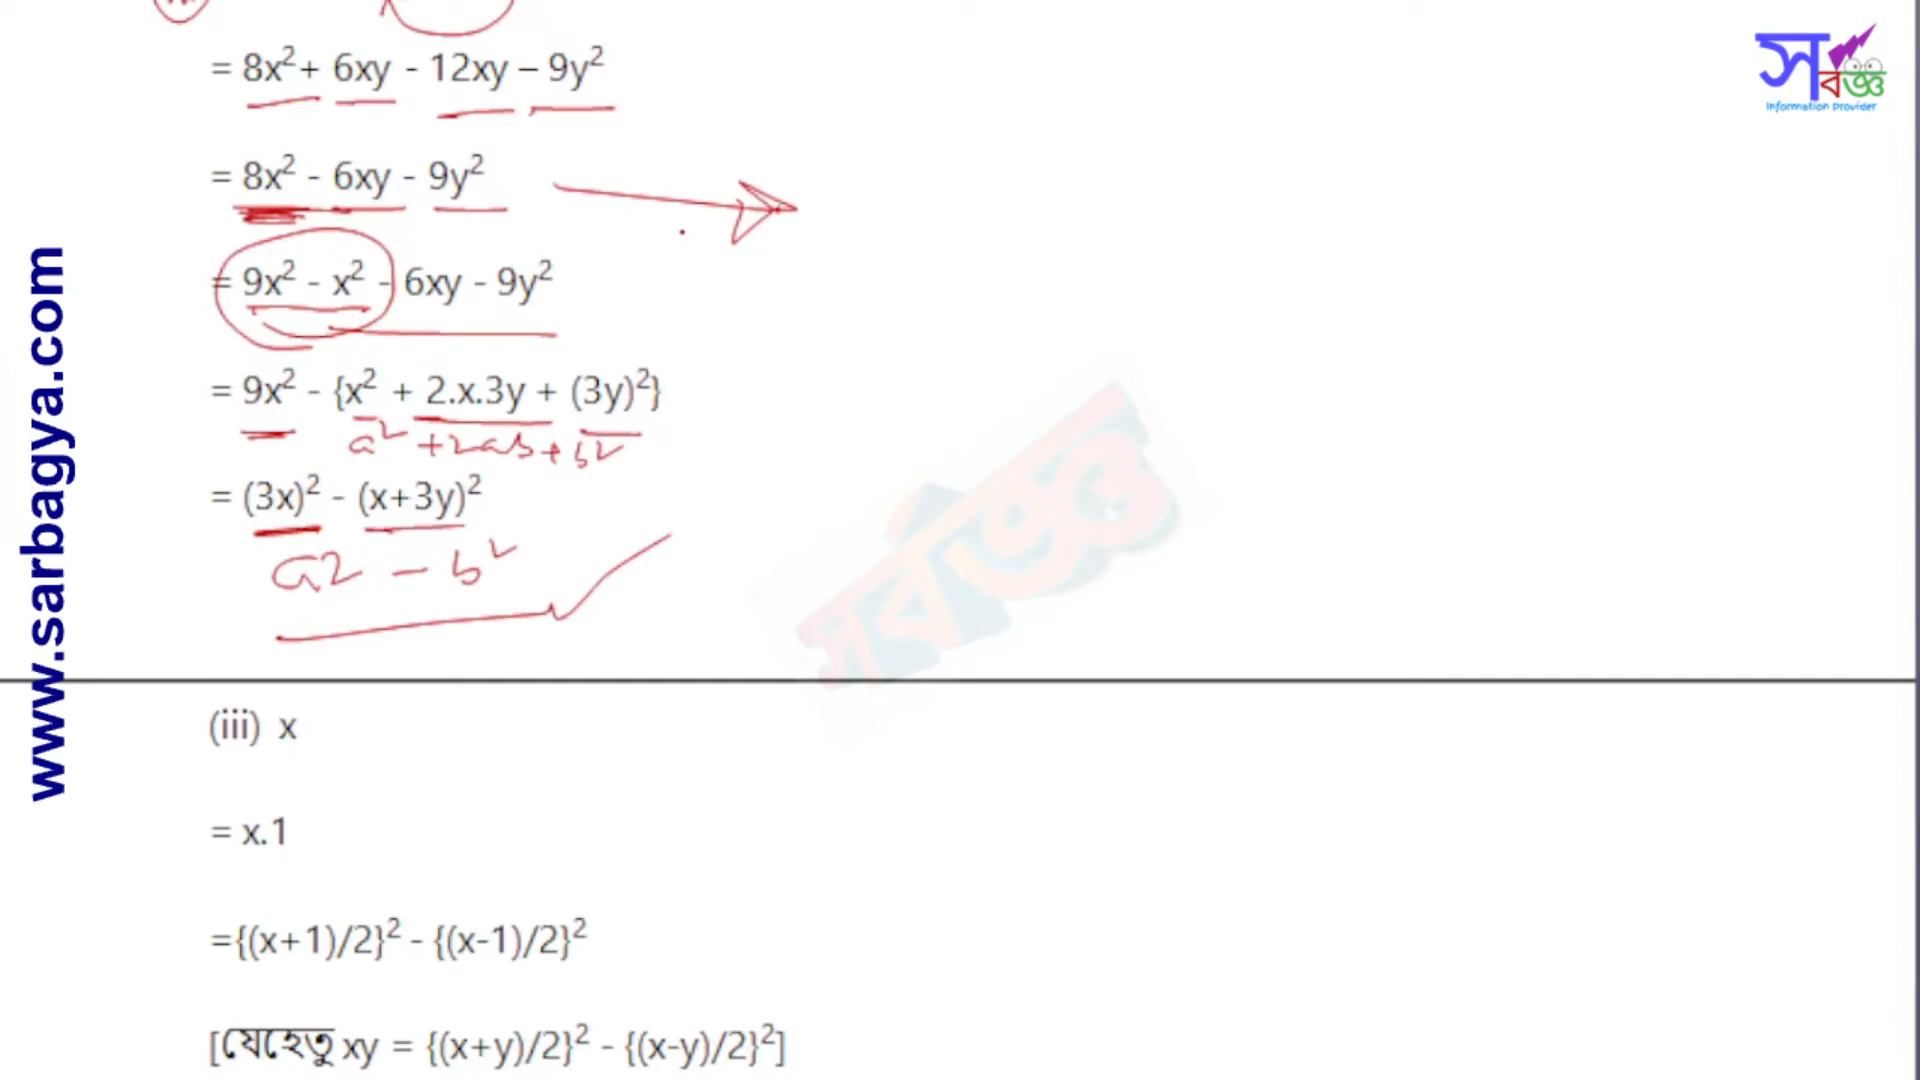 = 8x²+ 6xy - 12xy – 9y²
= 8x² - 6xy - 9y²
= 9x² - x² - 6xy - 9y²
= 9x² - {x² + 2.x.3y + (3y)²}
a² +2ab+b²
= (3x)² - (x+3y)²
a2 - b²
(iii) x
= x.1
={(x+1)/2}² - {(x-1)/2}²
[যেহেতু xy = {(x+y)/2}² - {(x-y)/2}²]
www.sarbagya.com
সবজ্ঞ
Information Provider
সবজ্ঞ